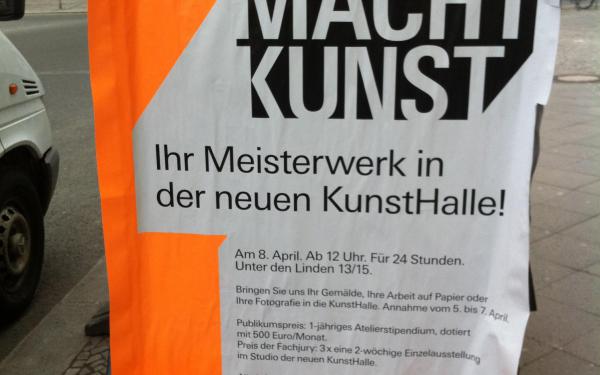 MACHT
KUNST
Ihr Meisterwerk in
der neuen KunstHalle!
Am 8. April. Ab 12 Uhr. Für 24 Stunden.
Unter den Linden 13/15.
Bringen Sie uns Ihr Gemälde, Ihre Arbeit auf Papier oder
Ihre Fotografie in die KunstHalle. Annahme vom 5. bis 7. April.
Publikumspreis: 1-jähriges Atelierstipendium, dotiert
mit 500 Euro/Monat.
Preis der Fachjury: 3 x eine 2-wöchige Einzelausstellung
im Studio der neuen KunstHalle.